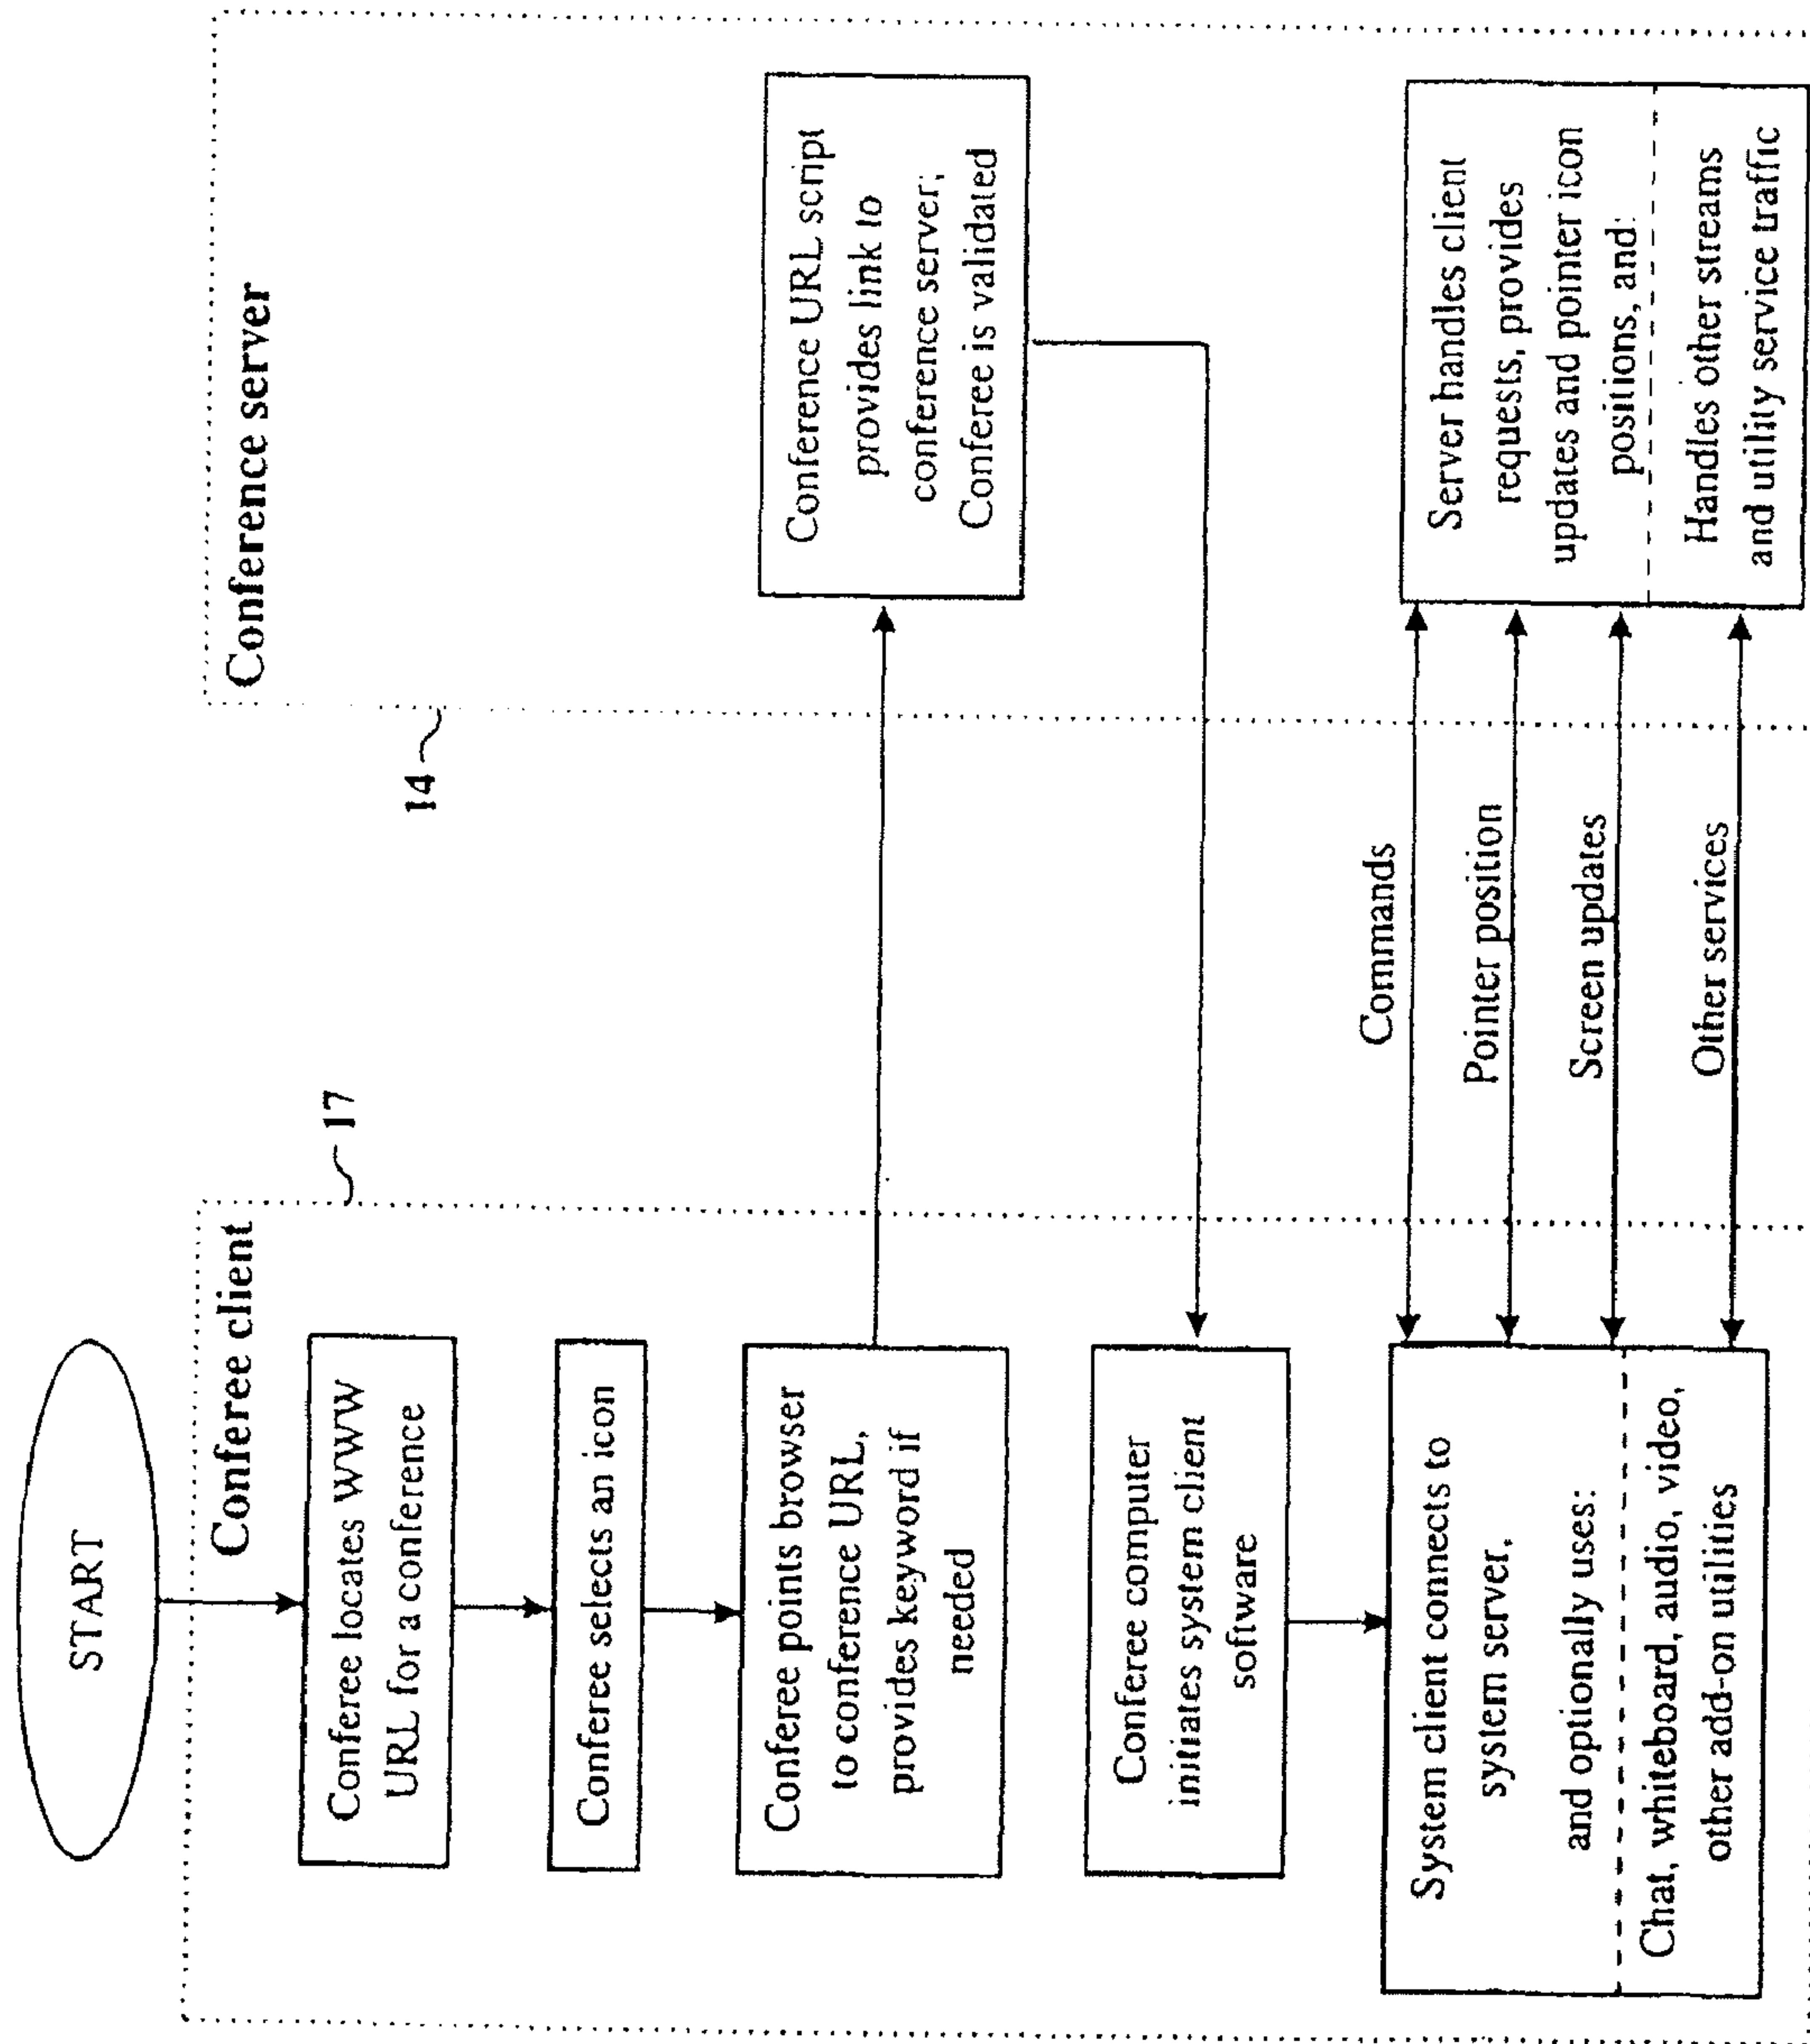 START
Conferee client
17
14
Conference server
Conferee locates WWW
URL for a conference
Conferee selects an icon
Conferee points browser
to conference URL,
provides keyword if
needed
Conference URL script
provides link to
conference server;
Conferee is validated
Conferee computer
initiates system client
software
System client connects to
system server,
and optionally uses:
Chat, whiteboard, audio, video,
other add-on utilities
Commands
Pointer position
Screen updates
Other services
Server handles client
requests, provides
updates and pointer icon
positions, and:
Handles other streams
and utility service traffic